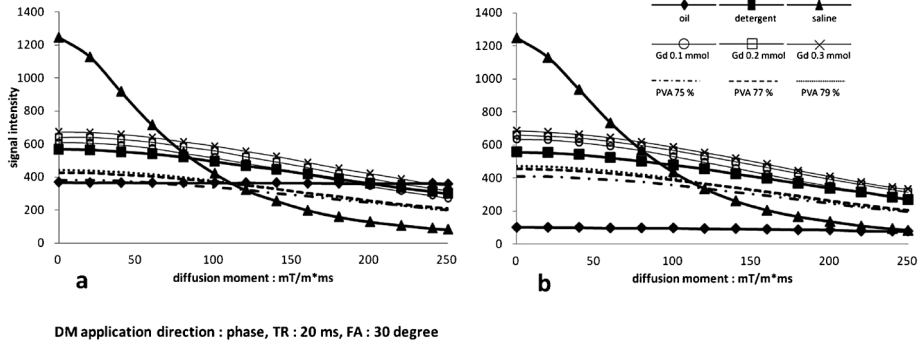 1400
1200
1000
800
600
400
200
0
signal intensity
0 50 100 150 200 250
diffusion moment : mT/m*ms
a
1400
1200
1000
800
600
400
200
0
0 50 100 150 200 250
diffusion moment : mT/m*ms
b
oil detergent saline
Gd 0.1 mmol Gd 0.2 mmol Gd 0.3 mmol
PVA 75 % PVA 77 % PVA 79 %
DM application direction : phase, TR : 20 ms, FA : 30 degree